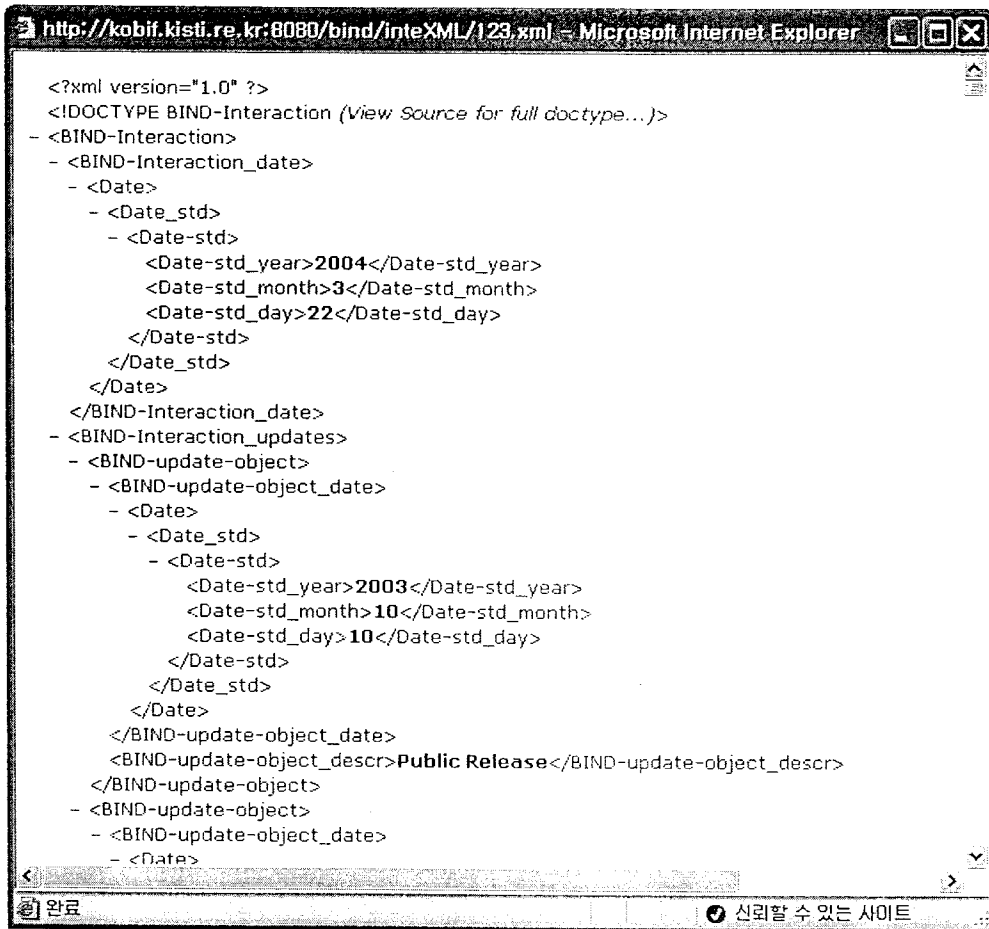 http://kobif.kisti.re.kr:8080/bind/inteXML/123.xml - Microsoft Internet Explorer
<?xml version="1.0" ?>
<!DOCTYPE BIND-Interaction (View Source for full doctype...)>
- <BIND-Interaction>
- <BIND-Interaction_date>
- <Date>
- <Date_std>
- <Date-std>
<Date-std_year>2004</Date-std_year>
<Date-std_month>3</Date-std_month>
<Date-std_day>22</Date-std_day>
</Date-std>
</Date_std>
</Date>
</BIND-Interaction_date>
- <BIND-Interaction_updates>
- <BIND-update-object>
- <BIND-update-object_date>
- <Date>
- <Date_std>
- <Date-std>
<Date-std_year>2003</Date-std_year>
<Date-std_month>10</Date-std_month>
<Date-std_day>10</Date-std_day>
</Date-std>
</Date_std>
</Date>
</BIND-update-object_date>
<BIND-update-object_descr>Public Release</BIND-update-object_descr>
</BIND-update-object>
- <BIND-update-object>
- <BIND-update-object_date>
- <Date>
완료 신뢰할 수 있는 사이트